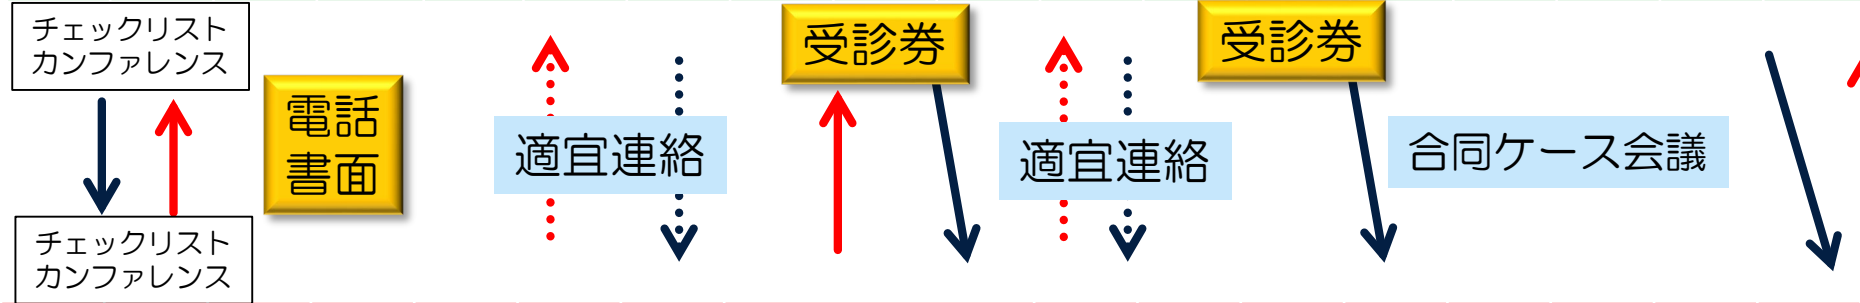 チェックリスト
カンファレンス
チェックリスト
カンファレンス
電話
書面
適宜連絡
受診券
適宜連絡
受診券
合同ケース会議